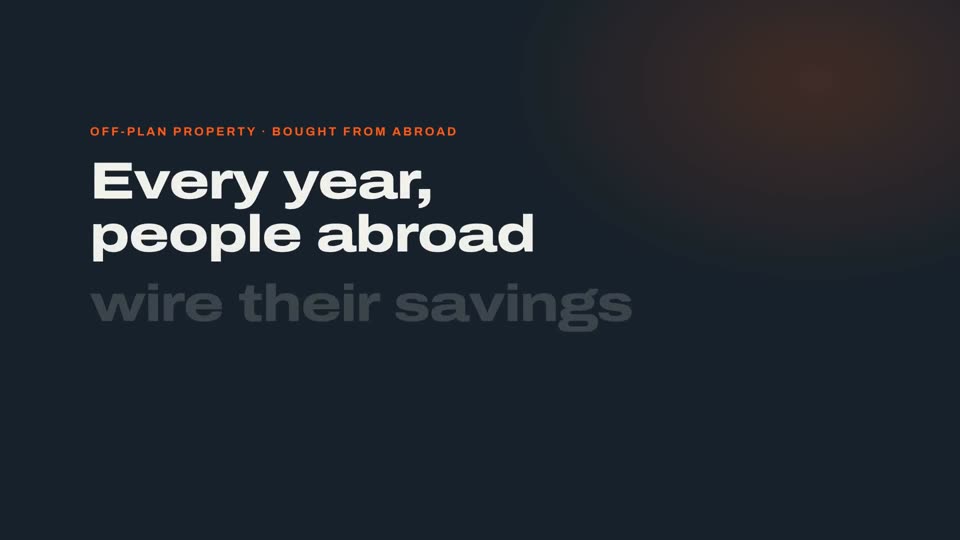 OFF-PLAN PROPERTY · BOUGHT FROM ABROAD
Every year,
people abroad
wire their savings